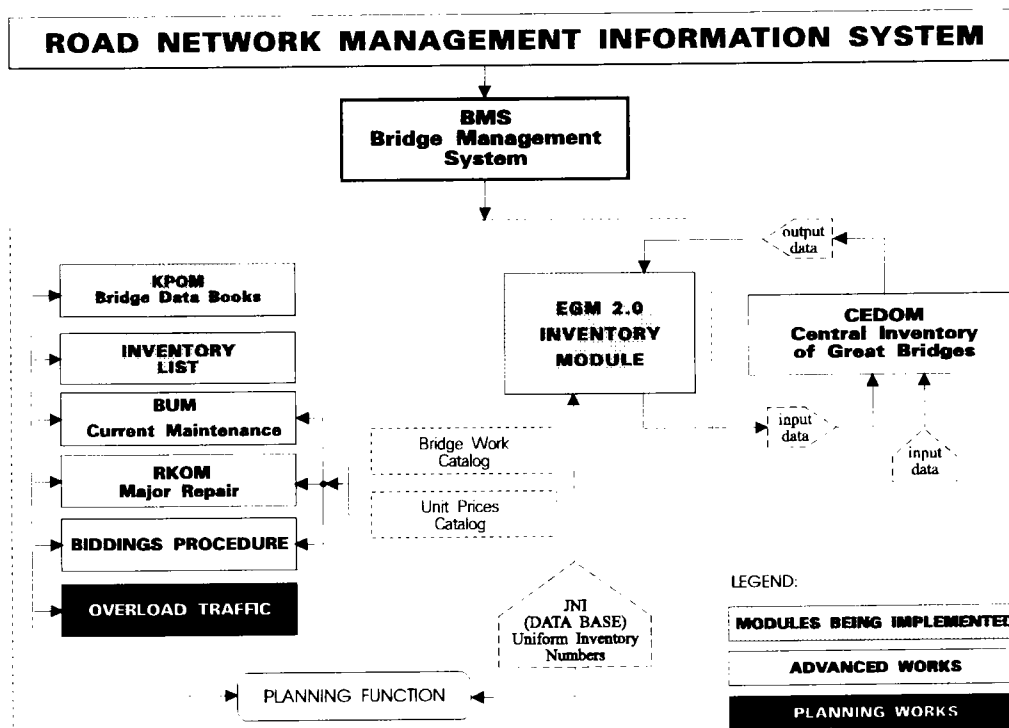 ROAD NETWORK MANAGEMENT INFORMATION SYSTEM
BMS
Bridge Management
System
output
data
KPOM
Bridge Data Books
EGM 2.0
INVENTORY
MODULE
CEDOM
Central Inventory
of Great Bridges
INVENTORY
LIST
BUM
Current Maintenance
input
data
input
data
Bridge Work
Catalog
RKOM
Major Repair
Unit Prices
Catalog
BIDDINGS PROCEDURE
OVERLOAD TRAFFIC
JNI
(DATA BASE)
Uniform Inventory
Numbers
PLANNING FUNCTION
LEGEND:
MODULES BEING IMPLEMENTED
ADVANCED WORKS
PLANNING WORKS